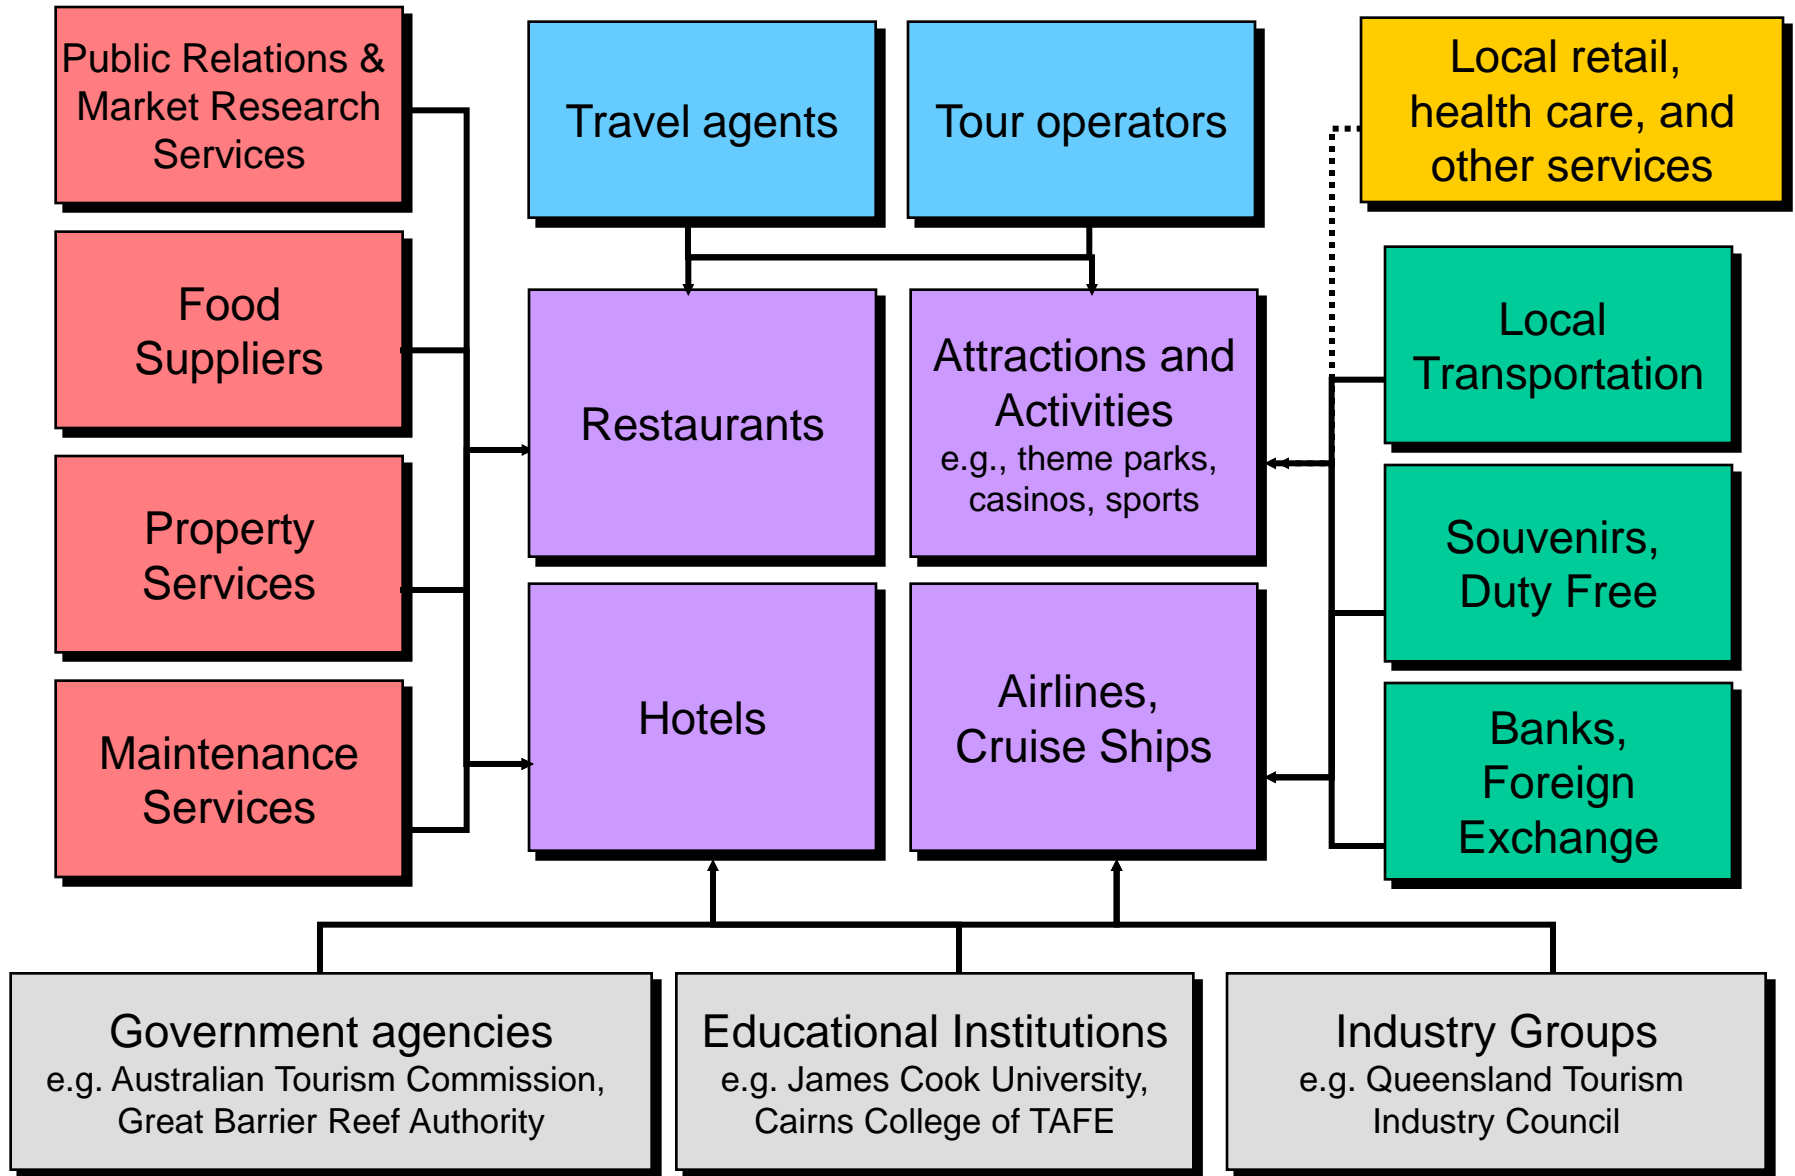 Public Relations &
Market Research
Services
Travel agents
Tour operators
Local retail,
health care, and
other services
Food
Suppliers
Restaurants
Attractions and
Activities
e.g., theme parks,
casinos, sports
Local
Transportation
Property
Services
Souvenirs,
Duty Free
Maintenance
Services
Hotels
Airlines,
Cruise Ships
Banks,
Foreign
Exchange
Government agencies
e.g. Australian Tourism Commission,
Great Barrier Reef Authority
Educational Institutions
e.g. James Cook University,
Cairns College of TAFE
Industry Groups
e.g. Queensland Tourism
Industry Council